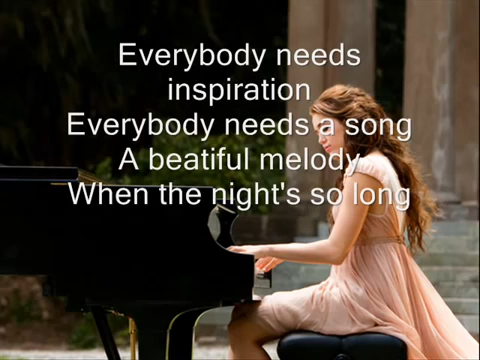 Everybody needs
inspiration
Everybody needs a song
A beatiful melody
When the night's so long